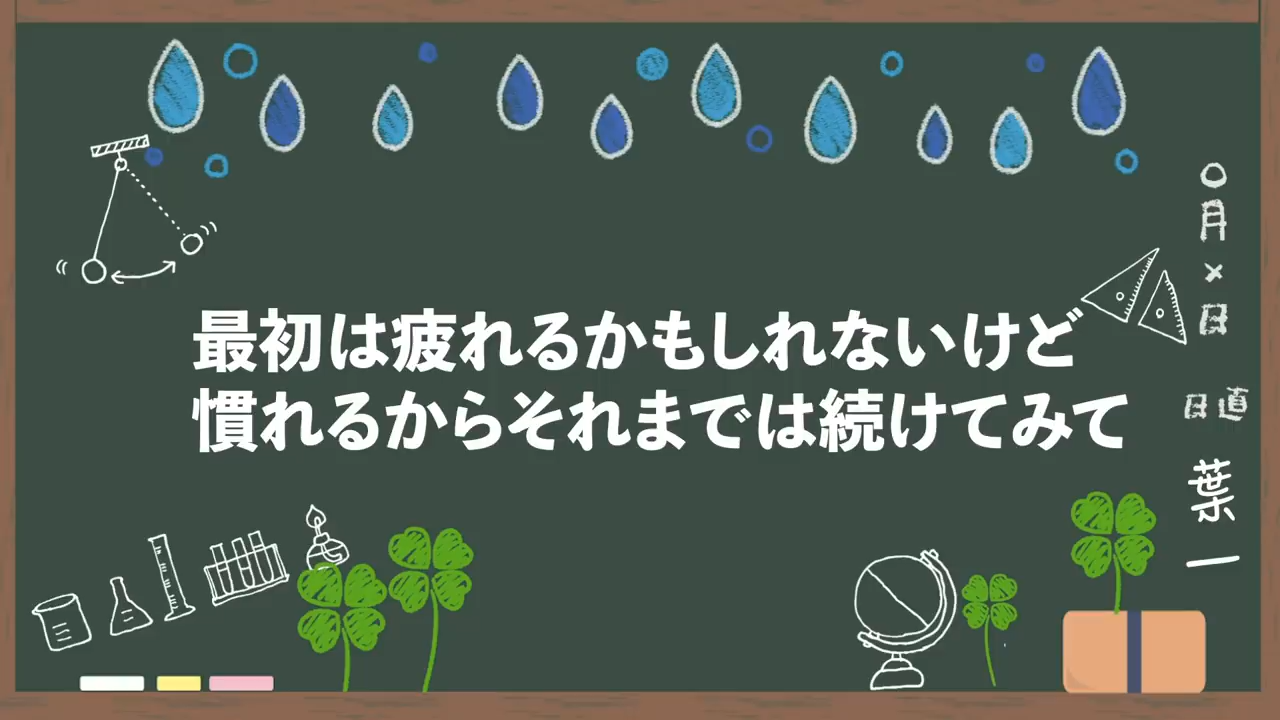 最初は疲れるかもしれないけど
慣れるからそれまでは続けてみて
〇月×日
日直
葉一